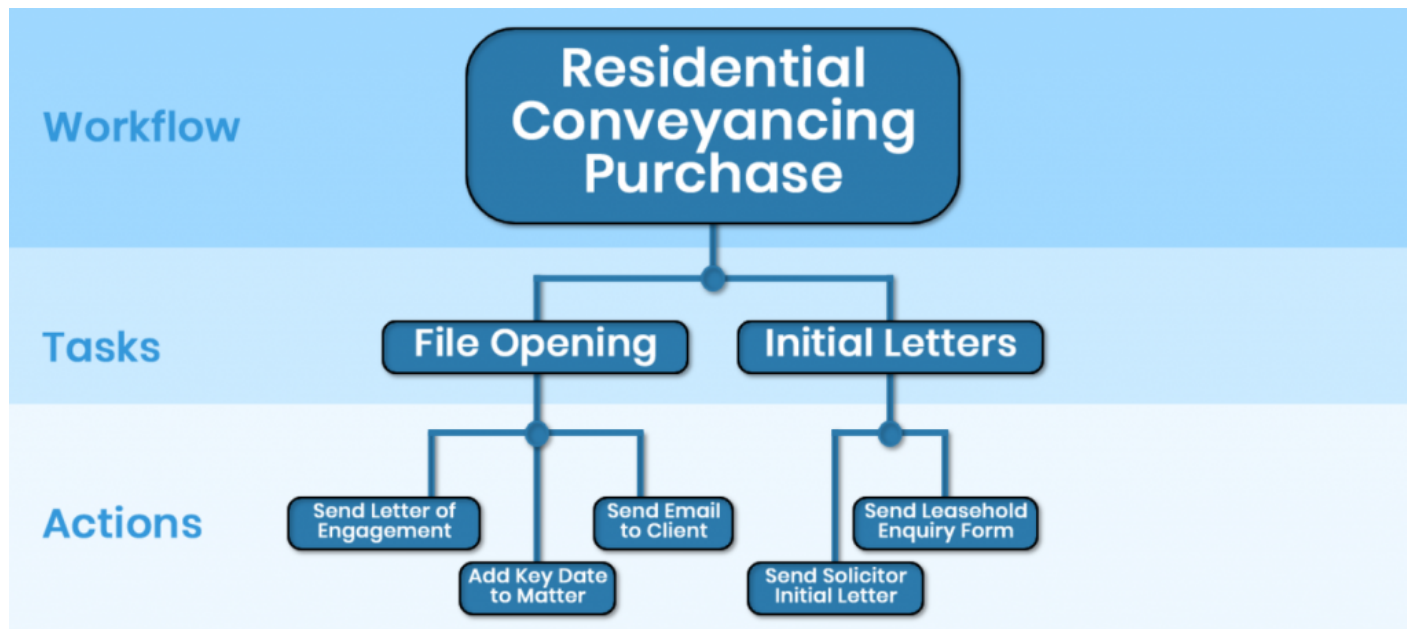 Workflow
Residential
Conveyancing
Purchase
Tasks
File Opening
Initial Letters
Actions
Send Letter of
Engagement
Add Key Date
to Matter
Send Email
to Client
Send Solicitor
Initial Letter
Send Leasehold
Enquiry Form